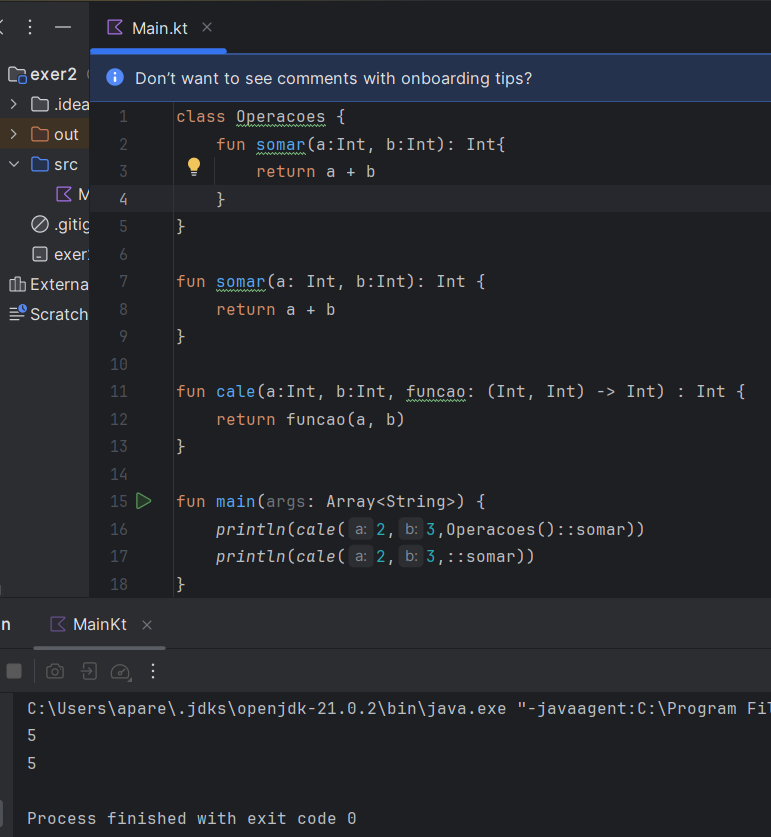 Main.kt
exer2
Don't want to see comments with onboarding tips?
.idea
out
src
M
.gitig
exer
Externa
Scratch
1 class Operacoes {
2 fun somar(a:Int, b:Int): Int{
3 return a + b
4 }
5 }
6
7 fun somar(a: Int, b:Int): Int {
8 return a + b
9 }
10
11 fun cale(a:Int, b:Int, funcao: (Int, Int) -> Int) : Int {
12 return funcao(a, b)
13 }
14
15 fun main(args: Array<String>) {
16 println(cale( a: 2, b: 3,Operacoes()::somar))
17 println(cale( a: 2, b: 3,::somar))
18 }
n MainKt
C:\Users\apare\.jdks\openjdk-21.0.2\bin\java.exe "-javaagent:C:\Program Fil
5
5
Process finished with exit code 0